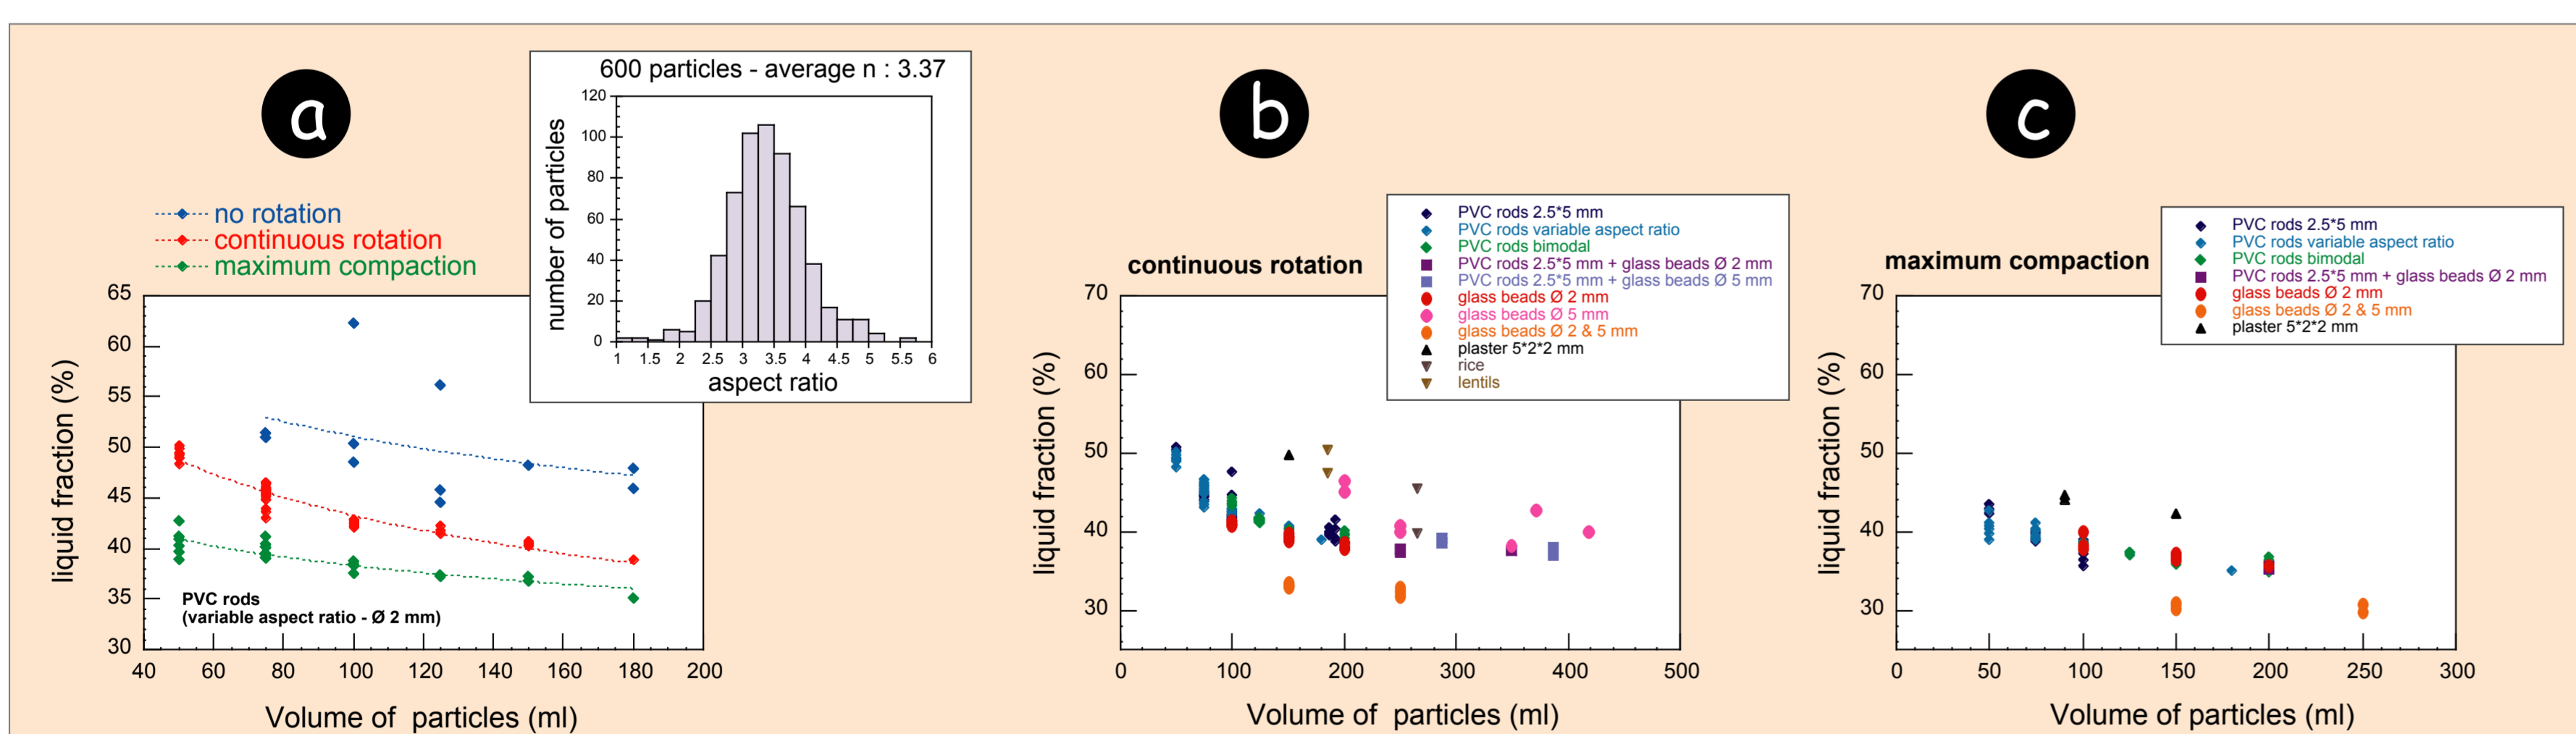 a
no rotation
continuous rotation
maximum compaction
600 particles - average n : 3.37
number of particles
120
100
80
60
40
20
0
1 1.5 2 2.5 3 3.5 4 4.5 5 5.5 6
aspect ratio
liquid fraction (%)
65
60
55
50
45
40
35
30
PVC rods
(variable aspect ratio - Ø 2 mm)
40 60 80 100 120 140 160 180 200
Volume of particles (ml)
b
continuous rotation
PVC rods 2.5*5 mm
PVC rods variable aspect ratio
PVC rods bimodal
PVC rods 2.5*5 mm + glass beads Ø 2 mm
PVC rods 2.5*5 mm + glass beads Ø 5 mm
glass beads Ø 2 mm
glass beads Ø 5 mm
glass beads Ø 2 & 5 mm
plaster 5*2*2 mm
rice
lentils
liquid fraction (%)
70
60
50
40
30
0 100 200 300 400 500
Volume of particles (ml)
c
maximum compaction
PVC rods 2.5*5 mm
PVC rods variable aspect ratio
PVC rods bimodal
PVC rods 2.5*5 mm + glass beads Ø 2 mm
glass beads Ø 2 mm
glass beads Ø 2 & 5 mm
plaster 5*2*2 mm
liquid fraction (%)
70
60
50
40
30
0 50 100 150 200 250 300
Volume of particles (ml)